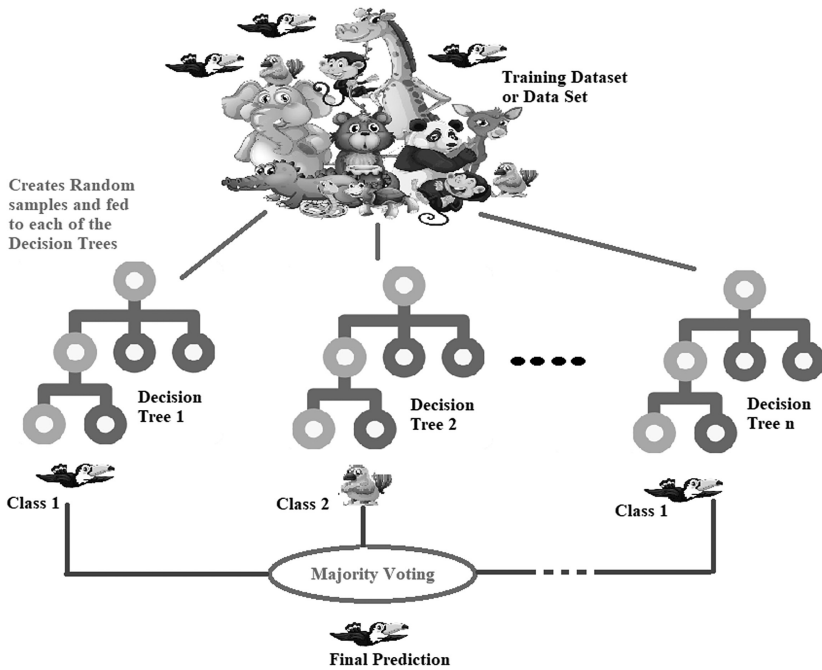 Training Dataset
or Data Set
Creates Random
samples and fed
to each of the
Decision Trees
Decision
Tree 1
Decision
Tree 2
Decision
Tree n
Class 1
Class 2
Class 1
Majority Voting
Final Prediction